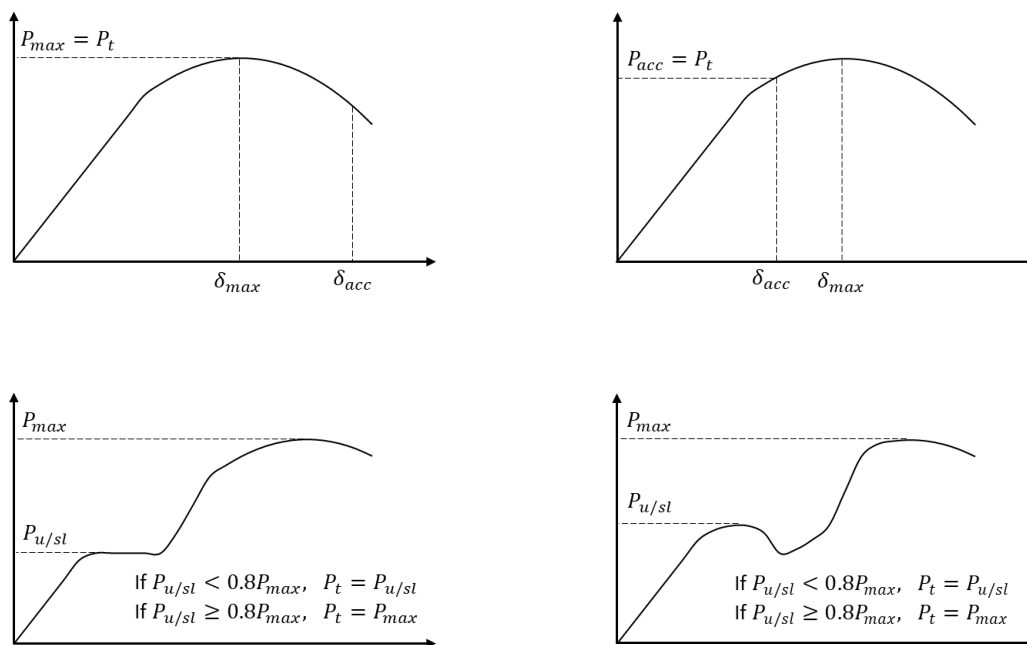 P_{max} = P_t
δ_{max}
δ_{acc}
P_{acc} = P_t
δ_{acc}
δ_{max}
P_{max}
P_{u/sl}
If P_{u/sl} < 0.8P_{max}, P_t = P_{u/sl}
If P_{u/sl} ≥ 0.8P_{max}, P_t = P_{max}
P_{max}
P_{u/sl}
If P_{u/sl} < 0.8P_{max}, P_t = P_{u/sl}
If P_{u/sl} ≥ 0.8P_{max}, P_t = P_{max}